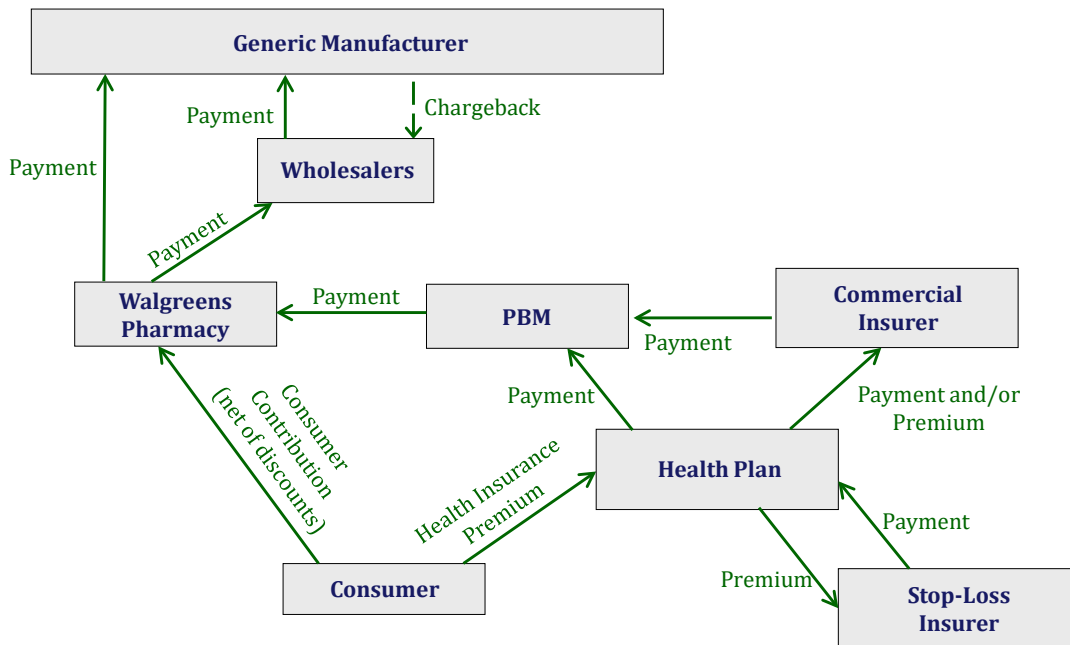 Generic Manufacturer
Payment
Chargeback
Payment
Wholesalers
Payment
Walgreens
Pharmacy
Payment
PBM
Commercial
Insurer
Payment
Payment
Payment and/or
Premium
Consumer
Contribution
(net of discounts)
Health Insurance
Premium
Health Plan
Payment
Premium
Consumer
Stop-Loss
Insurer